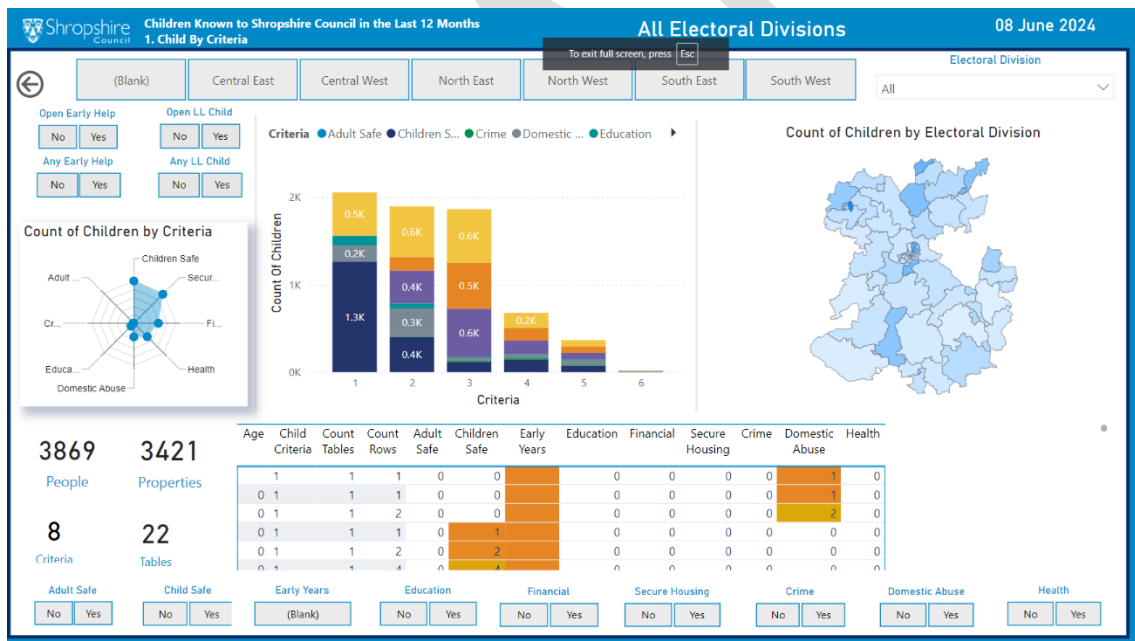 Shropshire Council
Children Known to Shropshire Council in the Last 12 Months
1. Child By Criteria
All Electoral Divisions
08 June 2024
To exit full screen, press Esc
Electoral Division
All
(Blank) Central East Central West North East North West South East South West
Open Early Help Open LL Child
No Yes No Yes
Any Early Help Any LL Child
No Yes No Yes
Criteria Adult Safe Children S... Crime Domestic ... Education
Count of Children by Electoral Division
Count of Children by Criteria
Children Safe
Secur...
Fi...
Health
Domestic Abuse
Educa...
Cr...
Adult ...
Count Of Children
2K
1K
0K
0.5K
0.2K
1.3K
0.6K
0.4K
0.3K
0.4K
0.6K
0.5K
0.6K
0.2K
1 2 3 4 5 6
Criteria
3869 3421
People Properties
8 22
Criteria Tables
Age Child Criteria Count Tables Count Rows Adult Safe Children Safe Early Years Education Financial Secure Housing Crime Domestic Abuse Health
1 1 1 0 0 0 0 0 0 1 0
0 1 1 1 0 0 0 0 0 0 1 0
0 1 1 2 0 0 0 0 0 0 2 0
0 1 1 1 0 1 0 0 0 0 0 0
0 1 1 2 0 2 0 0 0 0 0 0
0 1 1 4 0 4 0 0 0 0 0 0
Adult Safe Child Safe Early Years Education Financial Secure Housing Crime Domestic Abuse Health
No Yes No Yes (Blank) No Yes No Yes No Yes No Yes No Yes No Yes